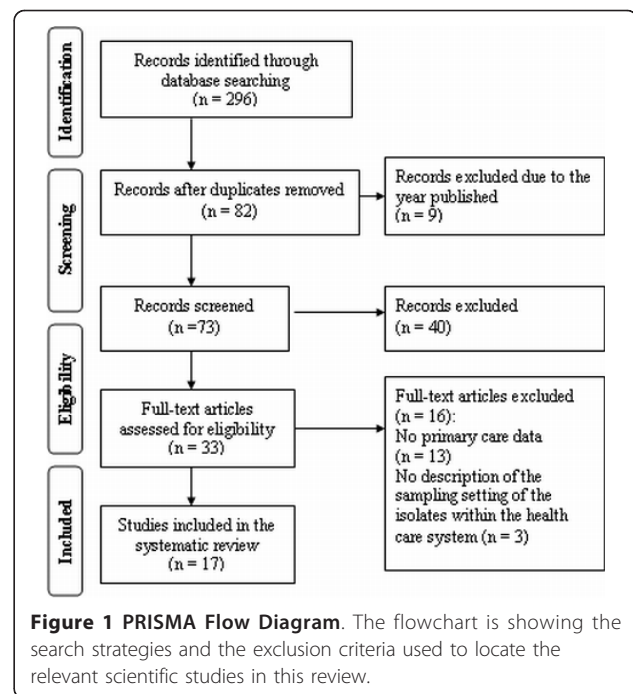 Identification
Records identified through
database searching
(n = 296)
Screening
Records after duplicates removed
(n = 82)
Records excluded due to the
year published
(n = 9)
Records screened
(n =73)
Records excluded
(n = 40)
Eligibility
Full-text articles
assessed for eligibility
(n = 33)
Full-text articles excluded
(n = 16):
No primary care data
(n = 13)
No description of the
sampling setting of the
isolates within the health
care system (n = 3)
Included
Studies included in the
systematic review
(n = 17)
Figure 1 PRISMA Flow Diagram. The flowchart is showing the
search strategies and the exclusion criteria used to locate the
relevant scientific studies in this review.